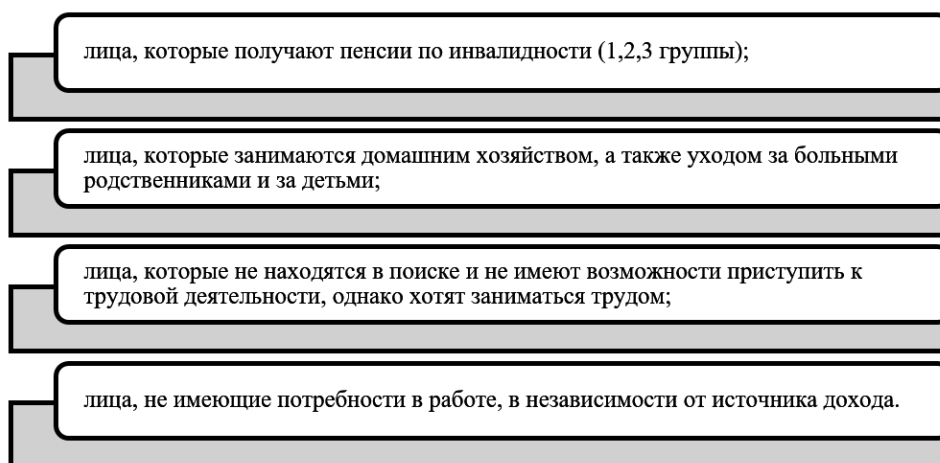 лица, которые получают пенсии по инвалидности (1,2,3 группы);
лица, которые занимаются домашним хозяйством, а также уходом за больными
родственниками и за детьми;
лица, которые не находятся в поиске и не имеют возможности приступить к
трудовой деятельности, однако хотят заниматься трудом;
лица, не имеющие потребности в работе, в независимости от источника дохода.